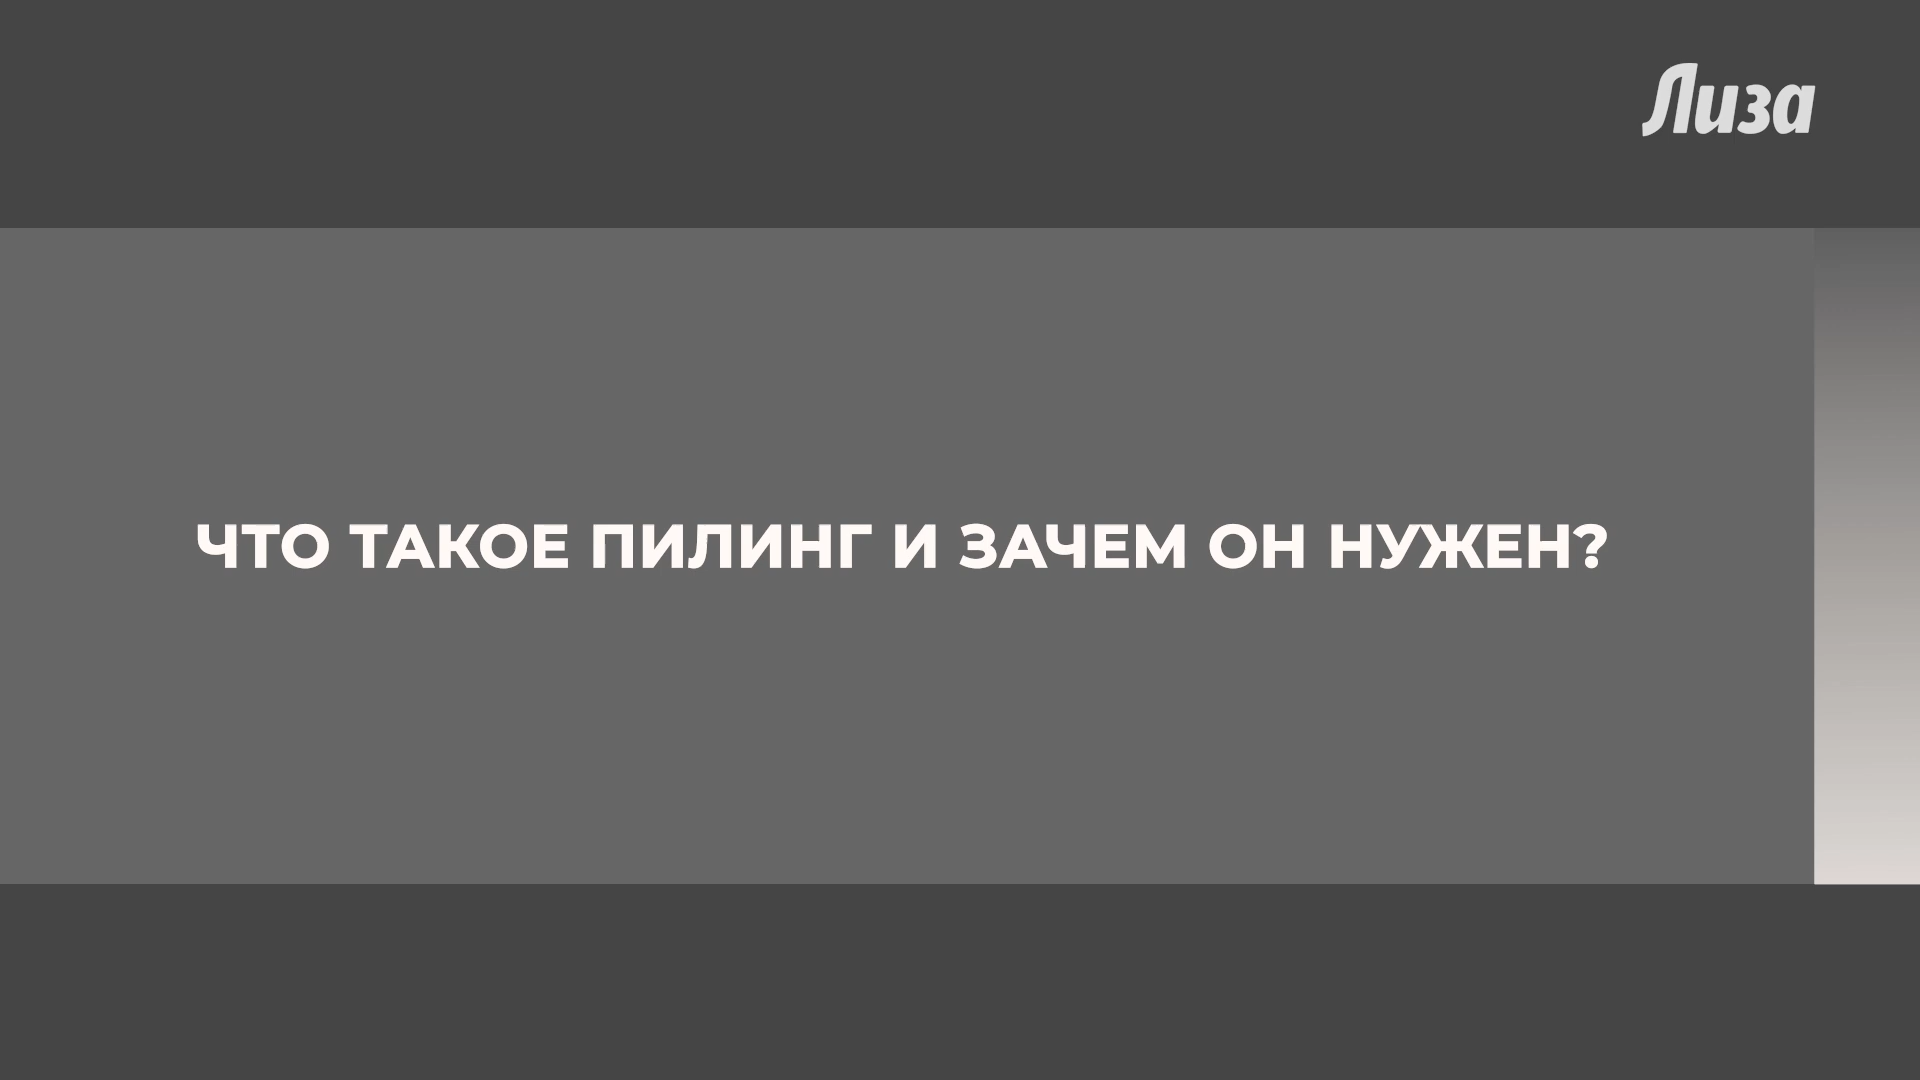 Лиза
ЧТО ТАКОЕ ПИЛИНГ И ЗАЧЕМ ОН НУЖЕН?